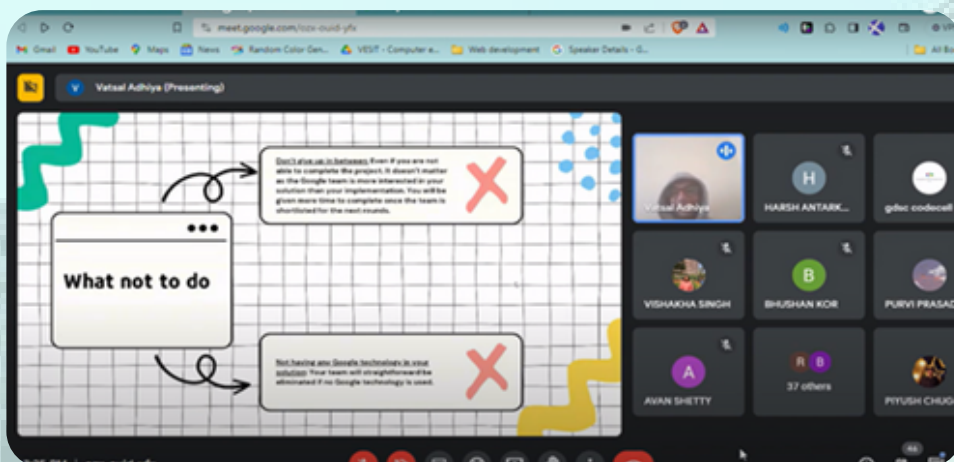 meet.google.com/ozx-ouid-yfx
Gmail YouTube Maps News Random Color Gen... VESIT - Computer e... Web development Speaker Details - G...
All Bo
V Vatsal Adhiya (Presenting)
Don't give up in between: Even if you are not
able to complete the project. It doesn't matter
as the Google team is more interested in your
solution than your implementation. You will be
given more time to complete once the team is
shortlisted for the next rounds.
What not to do
Not having any Google technology in your
solution: Your team will straightforward be
eliminated if no Google technology is used.
Vatsal Adhiya
H
HARSH ANTARK...
gdsc codecell
VISHAKHA SINGH
B
BHUSHAN KOR
PURVI PRASAD
A
AVAN SHETTY
R B
37 others
PIYUSH CHUG
46